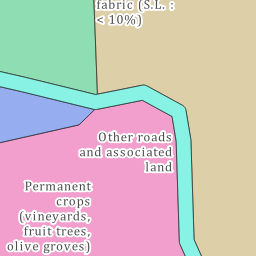 fabric (S.L. :
< 10%)
Other roads
and associated
land
Permanent
crops
(vineyards,
fruit trees,
olive groves)